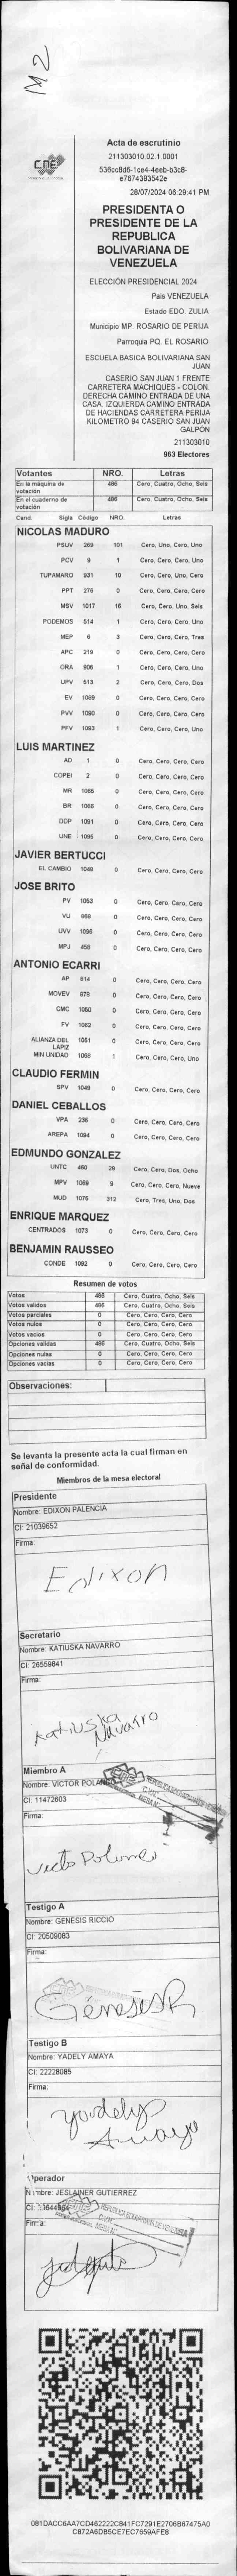 M2
CNE
Acta de escrutinio
211303010.02.1.0001
536cc8d6-1ce4-4eeb-b3c8-
e7674393542e
28/07/2024 06:29:41 PM
PRESIDENTA O
PRESIDENTE DE LA
REPUBLICA
BOLIVARIANA DE
VENEZUELA
ELECCIÓN PRESIDENCIAL 2024
Pais VENEZUELA
Estado EDO. ZULIA
Municipio MP. ROSARIO DE PERIJA
Parroquia PQ. EL ROSARIO
ESCUELA BASICA BOLIVARIANA SAN
JUAN
CASERIO SAN JUAN 1 FRENTE
CARRETERA MACHIQUES - COLON.
DERECHA CAMINO ENTRADA DE UNA
CASA. IZQUIERDA CAMINO ENTRADA
DE HACIENDAS CARRETERA PERIJA
KILOMETRO 94 CASERIO SAN JUAN
GALPÓN
211303010
963 Electores
Votantes NRO. Letras
En la máquina de votación 486 Cero, Cuatro, Ocho, Seis
En el cuaderno de votación 486 Cero, Cuatro, Ocho, Seis
Cand. Sigla Código NRO. Letras
NICOLAS MADURO
PSUV 269 101 Cero, Uno, Cero, Uno
PCV 9 1 Cero, Cero, Cero, Uno
TUPAMARO 931 10 Cero, Cero, Uno, Cero
PPT 276 0 Cero, Cero, Cero, Cero
MSV 1017 16 Cero, Cero, Uno, Seis
PODEMOS 514 1 Cero, Cero, Cero, Uno
MEP 6 3 Cero, Cero, Cero, Tres
APC 219 0 Cero, Cero, Cero, Cero
ORA 906 1 Cero, Cero, Cero, Uno
UPV 613 2 Cero, Cero, Cero, Dos
EV 1089 0 Cero, Cero, Cero, Cero
PVV 1090 0 Cero, Cero, Cero, Cero
PFV 1093 1 Cero, Cero, Cero, Uno
LUIS MARTINEZ
AD 1 0 Cero, Cero, Cero, Cero
COPEI 2 0 Cero, Cero, Cero, Cero
MR 1065 0 Cero, Cero, Cero, Cero
BR 1066 0 Cero, Cero, Cero, Cero
DDP 1091 0 Cero, Cero, Cero, Cero
UNE 1095 0 Cero, Cero, Cero, Cero
JAVIER BERTUCCI
EL CAMBIO 1048 0 Cero, Cero, Cero, Cero
JOSE BRITO
PV 1053 0 Cero, Cero, Cero, Cero
VU 968 0 Cero, Cero, Cero, Cero
UVV 1096 0 Cero, Cero, Cero, Cero
MPJ 458 0 Cero, Cero, Cero, Cero
ANTONIO ECARRI
AP 814 0 Cero, Cero, Cero, Cero
MOVEV 878 0 Cero, Cero, Cero, Cero
CMC 1050 0 Cero, Cero, Cero, Cero
FV 1062 0 Cero, Cero, Cero, Cero
ALIANZA DEL LAPIZ 1051 0 Cero, Cero, Cero, Cero
MIN UNIDAD 1068 1 Cero, Cero, Cero, Uno
CLAUDIO FERMIN
SPV 1049 0 Cero, Cero, Cero, Cero
DANIEL CEBALLOS
VPA 236 0 Cero, Cero, Cero, Cero
AREPA 1094 0 Cero, Cero, Cero, Cero
EDMUNDO GONZALEZ
UNTC 460 28 Cero, Cero, Dos, Ocho
MPV 1069 9 Cero, Cero, Cero, Nueve
MUD 1075 312 Cero, Tres, Uno, Dos
ENRIQUE MARQUEZ
CENTRADOS 1073 0 Cero, Cero, Cero, Cero
BENJAMIN RAUSSEO
CONDE 1092 0 Cero, Cero, Cero, Cero
Resumen de votos
Votos 486 Cero, Cuatro, Ocho, Seis
Votos validos 486 Cero, Cuatro, Ocho, Seis
Votos parciales 0 Cero, Cero, Cero, Cero
Votos nulos 0 Cero, Cero, Cero, Cero
Votos vacios 0 Cero, Cero, Cero, Cero
Opciones validas 486 Cero, Cuatro, Ocho, Seis
Opciones nulas 0 Cero, Cero, Cero, Cero
Opciones vacias 0 Cero, Cero, Cero, Cero
Observaciones:
Se levanta la presente acta la cual firman en
señal de conformidad.
Miembros de la mesa electoral
Presidente
Nombre: EDIXON PALENCIA
CI: 21039652
Firma:
Edixon
Secretario
Nombre: KATIUSKA NAVARRO
CI: 26559841
Firma:
Katiuska
Navarro
Miembro A
Nombre: VICTOR
CI: 11472603
Firma:
Testigo A
Nombre: GENESIS RICCIO
CI: 20509083
Firma:
GénesisR
Testigo B
Nombre: YADELY AMAYA
CI: 22228085
Firma:
yadely
Amaya
Operador
Nombre: JESLAINER GUTIERREZ
CI:
Firma:
081DACC6AA7CD462222CB41FC7291E2706B67475A0
C872A6DB5CE7EC7659AFE8